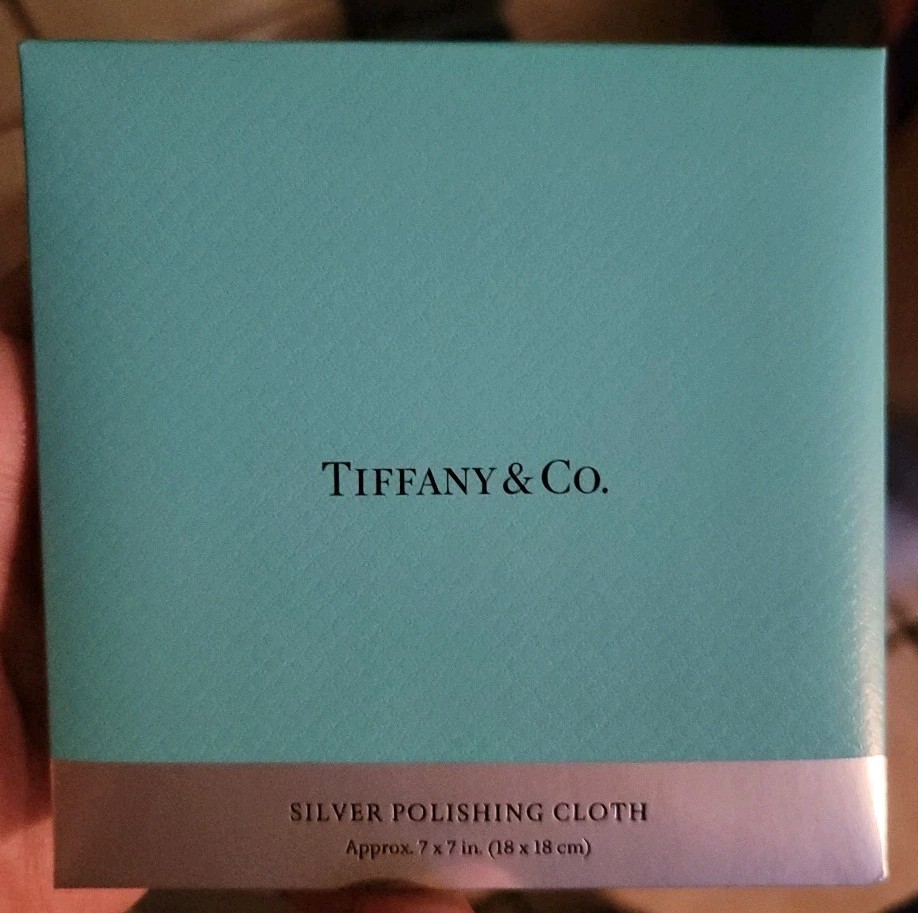 TIFFANY & CO.
SILVER POLISHING CLOTH
Approx. 7 x 7 in. (18 x 18 cm)